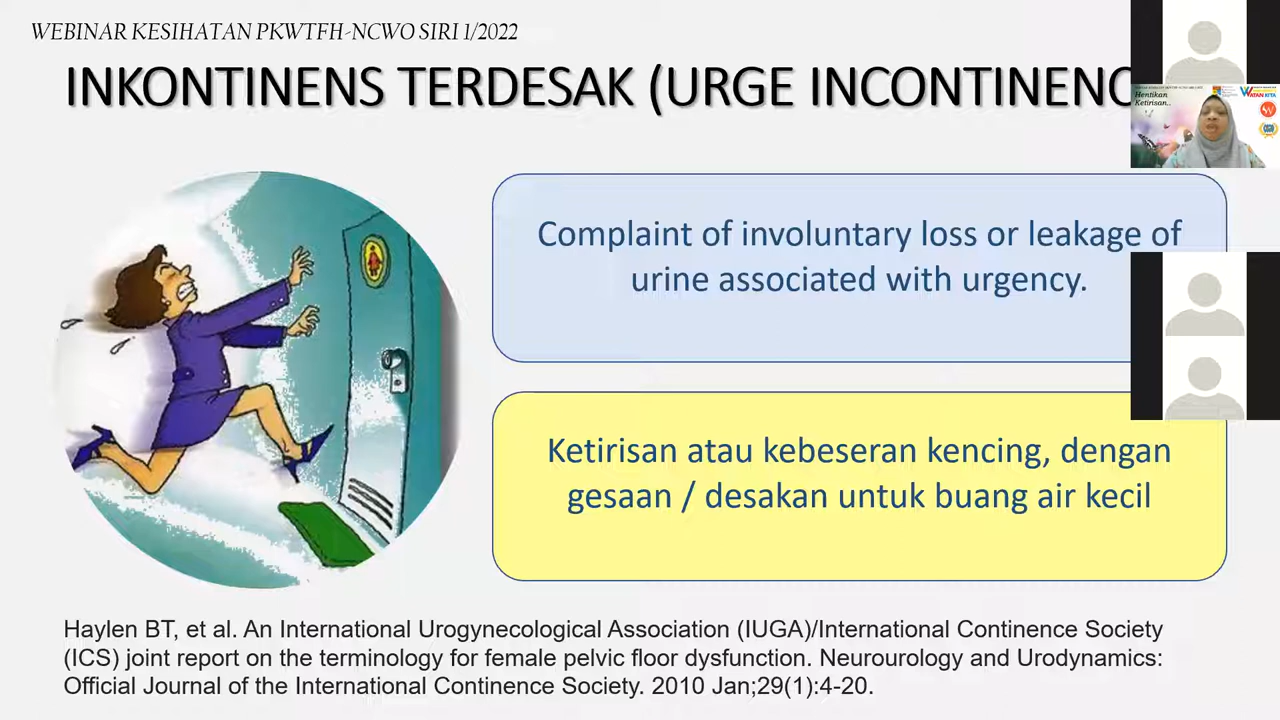 WEBINAR KESIHATAN PKWTFH-NCWO SIRI 1/2022
INKONTINENS TERDESAK (URGE INCONTINENC
Hentikan
Ketirisan..
Complaint of involuntary loss or leakage of
urine associated with urgency.
Ketirisan atau kebeseran kencing, dengan
gesaan / desakan untuk buang air kecil
Haylen BT, et al. An International Urogynecological Association (IUGA)/International Continence Society
(ICS) joint report on the terminology for female pelvic floor dysfunction. Neurourology and Urodynamics:
Official Journal of the International Continence Society. 2010 Jan;29(1):4-20.